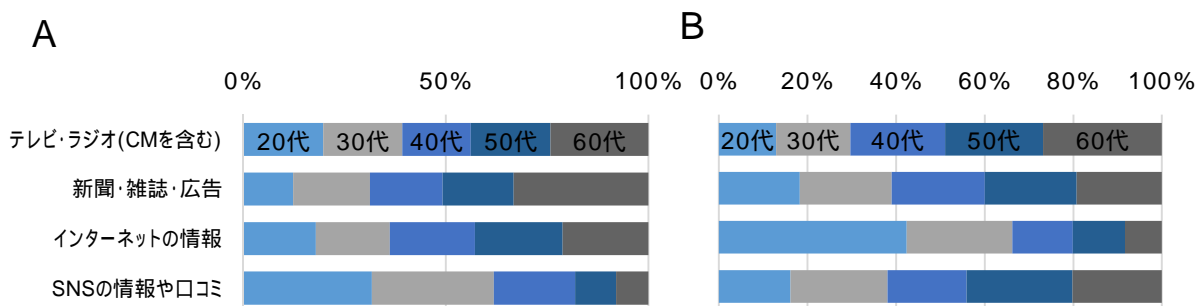 A
B
0% 50% 100%
0% 20% 40% 60% 80% 100%
テレビ・ラジオ(CMを含む)
20代 30代 40代 50代 60代
20代 30代 40代 50代 60代
新聞・雑誌・広告
インターネットの情報
SNSの情報や口コミ